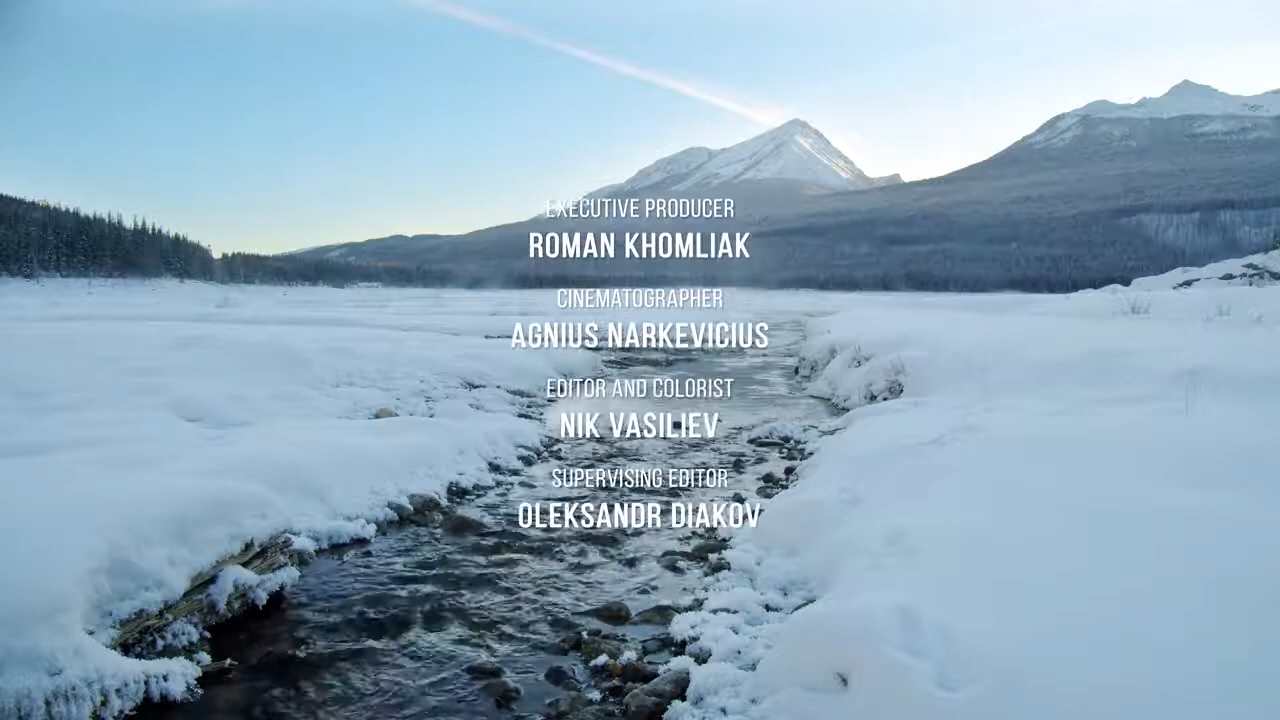 EXECUTIVE PRODUCER
ROMAN KHOMLIAK
CINEMATOGRAPHER
AGNIUS NARKEVICIUS
EDITOR AND COLORIST
NIK VASILIEV
SUPERVISING EDITOR
OLEKSANDR DIAKOV